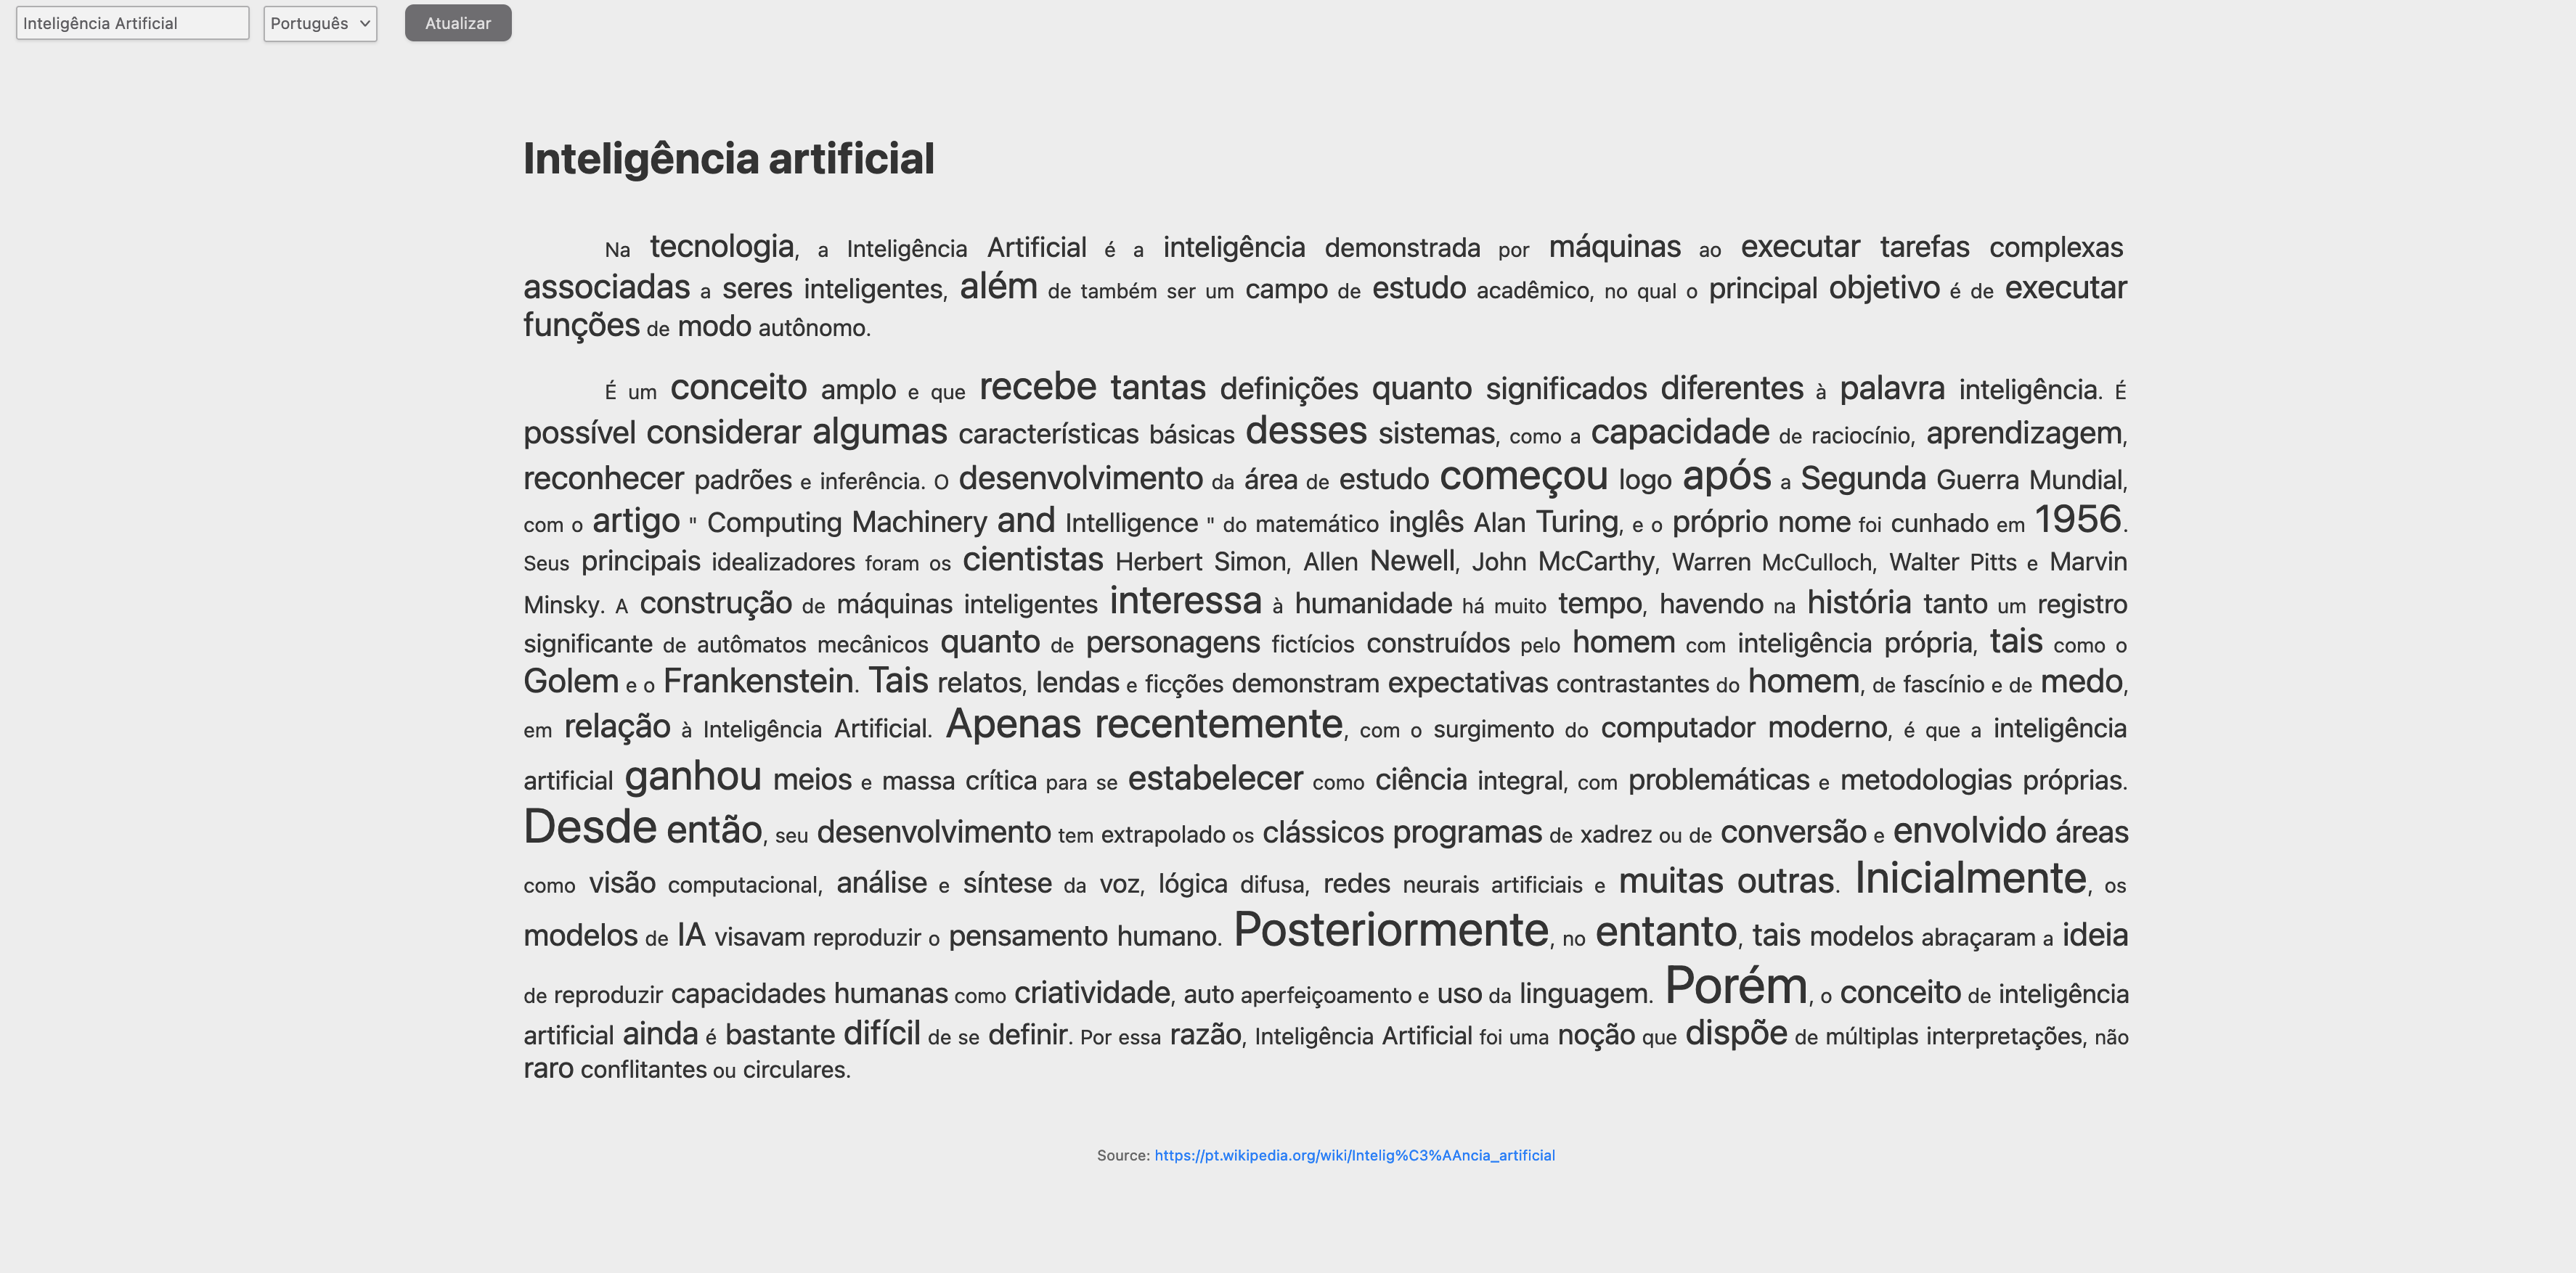 Inteligência Artificial
Português
Atualizar
Inteligência artificial
Na tecnologia, a Inteligência Artificial é a inteligência demonstrada por máquinas ao executar tarefas complexas
associadas a seres inteligentes, além de também ser um campo de estudo acadêmico, no qual o principal objetivo é de executar
funções de modo autônomo.
É um conceito amplo e que recebe tantas definições quanto significados diferentes à palavra inteligência. É
possível considerar algumas características básicas desses sistemas, como a capacidade de raciocínio, aprendizagem,
reconhecer padrões e inferência. O desenvolvimento da área de estudo começou logo após a Segunda Guerra Mundial,
com o artigo " Computing Machinery and Intelligence " do matemático inglês Alan Turing, e o próprio nome foi cunhado em 1956.
Seus principais idealizadores foram os cientistas Herbert Simon, Allen Newell, John McCarthy, Warren McCulloch, Walter Pitts e Marvin
Minsky. A construção de máquinas inteligentes interessa à humanidade há muito tempo, havendo na história tanto um registro
significante de autômatos mecânicos quanto de personagens fictícios construídos pelo homem com inteligência própria, tais como o
Golem e o Frankenstein. Tais relatos, lendas e ficções demonstram expectativas contrastantes do homem, de fascínio e de medo,
em relação à Inteligência Artificial. Apenas recentemente, com o surgimento do computador moderno, é que a inteligência
artificial ganhou meios e massa crítica para se estabelecer como ciência integral, com problemáticas e metodologias próprias.
Desde então, seu desenvolvimento tem extrapolado os clássicos programas de xadrez ou de conversão e envolvido áreas
como visão computacional, análise e síntese da voz, lógica difusa, redes neurais artificiais e muitas outras. Inicialmente, os
modelos de IA visavam reproduzir o pensamento humano. Posteriormente, no entanto, tais modelos abraçaram a ideia
de reproduzir capacidades humanas como criatividade, auto aperfeiçoamento e uso da linguagem. Porém, o conceito de inteligência
artificial ainda é bastante difícil de se definir. Por essa razão, Inteligência Artificial foi uma noção que dispõe de múltiplas interpretações, não
raro conflitantes ou circulares.
Source: https://pt.wikipedia.org/wiki/Intelig%C3%AAncia_artificial